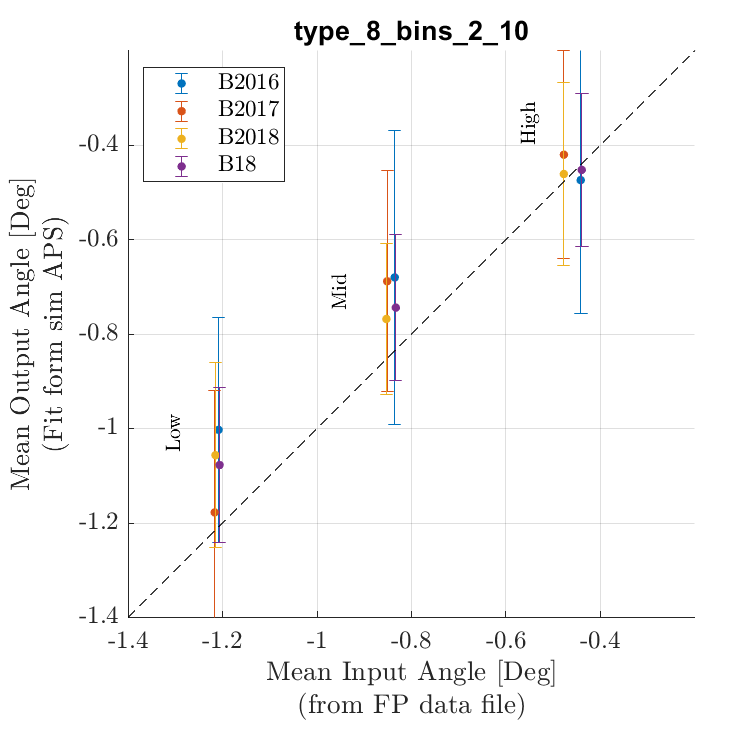 type_8_bins_2_10
B2016
B2017
B2018
B18
High
Mid
Low
-0.4
-0.6
-0.8
-1
-1.2
-1.4
Mean Output Angle [Deg]
(Fit form sim APS)
-1.4
-1.2
-1
-0.8
-0.6
-0.4
Mean Input Angle [Deg]
(from FP data file)